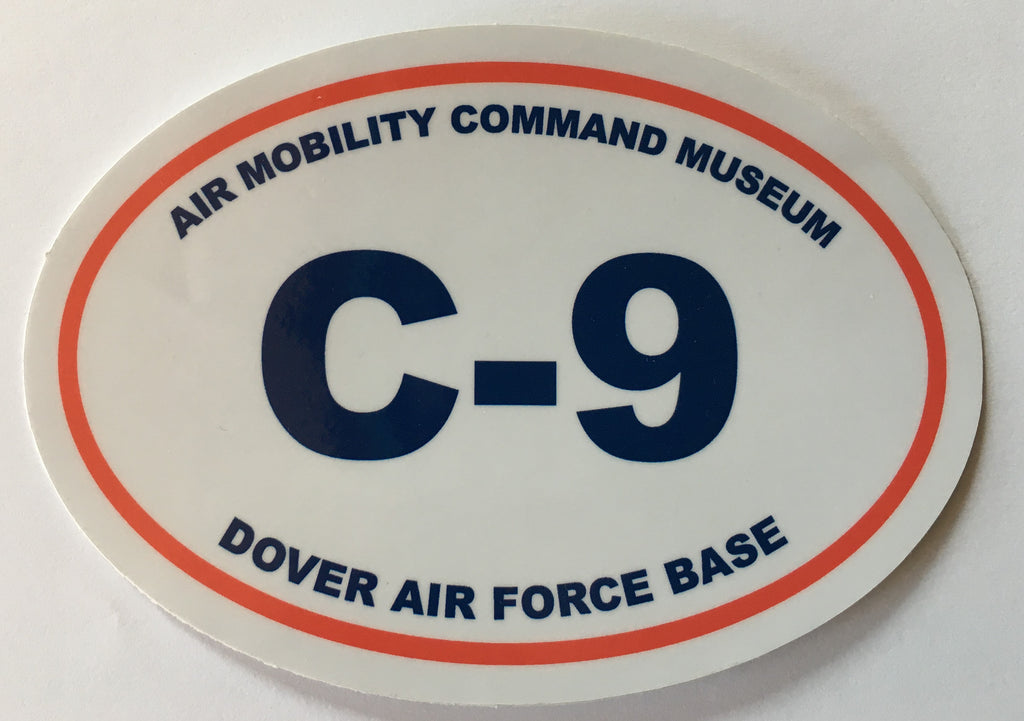 AIR MOBILITY COMMAND MUSEUM
C-9
DOVER AIR FORCE BASE